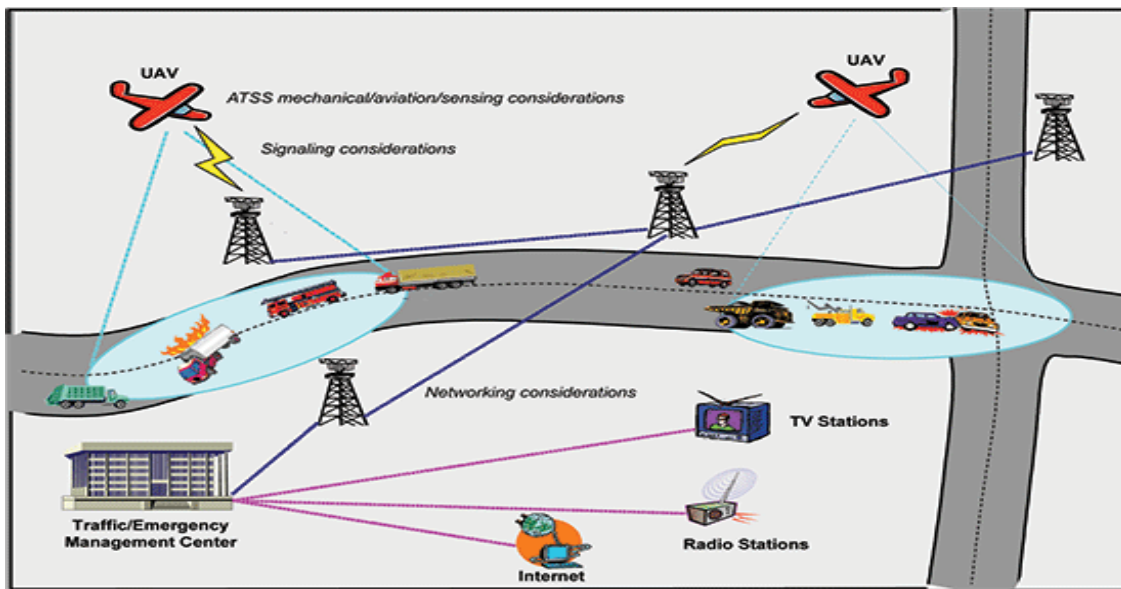 UAV
UAV
ATSS mechanical/aviation/sensing considerations
Signaling considerations
Networking considerations
TV Stations
Traffic/Emergency
Management Center
Radio Stations
Internet